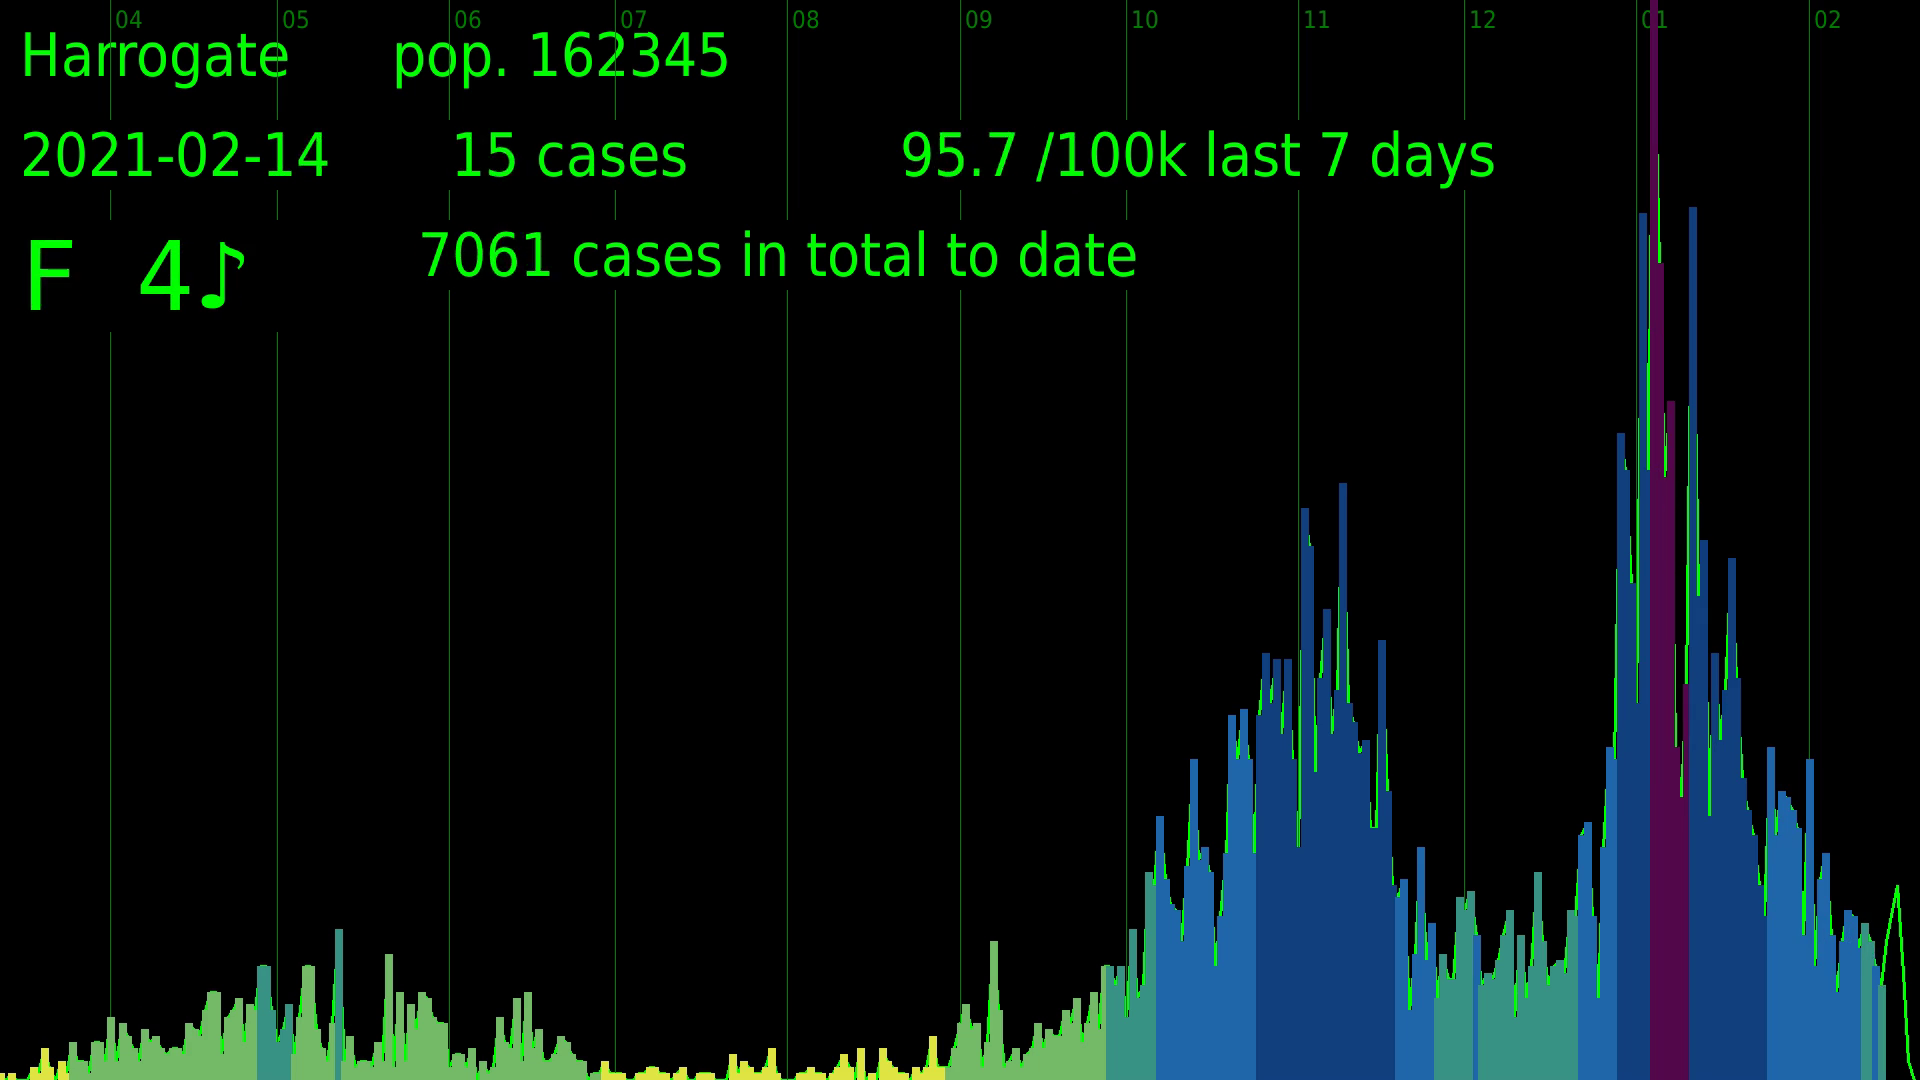 04 05 06 07 08 09 10 11 12 01 02
Harrogate pop. 162345
2021-02-14 15 cases 95.7 /100k last 7 days
F 4♪ 7061 cases in total to date